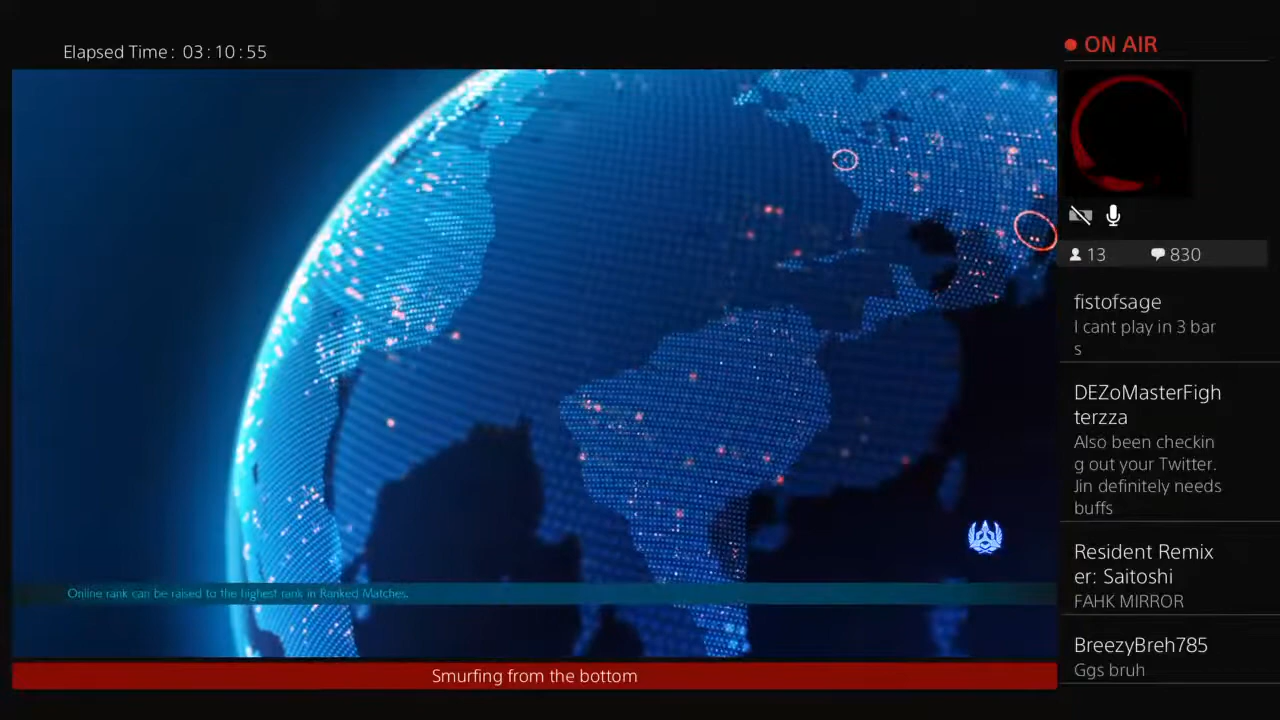 Elapsed Time: 03:10:55
ON AIR
13 830
fistofsage
I cant play in 3 bar
s
DEZoMasterFigh
terzza
Also been checkin
g out your Twitter.
Jin definitely needs
buffs
Resident Remix
er: Saitoshi
FAHK MIRROR
BreezyBreh785
Ggs bruh
Online rank can be raised to the highest rank in Ranked Matches.
Smurfing from the bottom